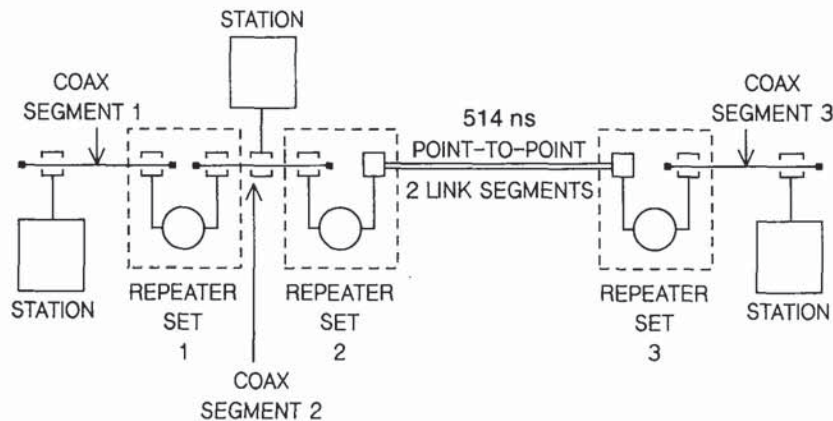 STATION
COAX
SEGMENT 1
514 ns
POINT-TO-POINT
2 LINK SEGMENTS
COAX
SEGMENT 3
STATION
REPEATER
SET
1
REPEATER
SET
2
REPEATER
SET
3
STATION
COAX
SEGMENT 2